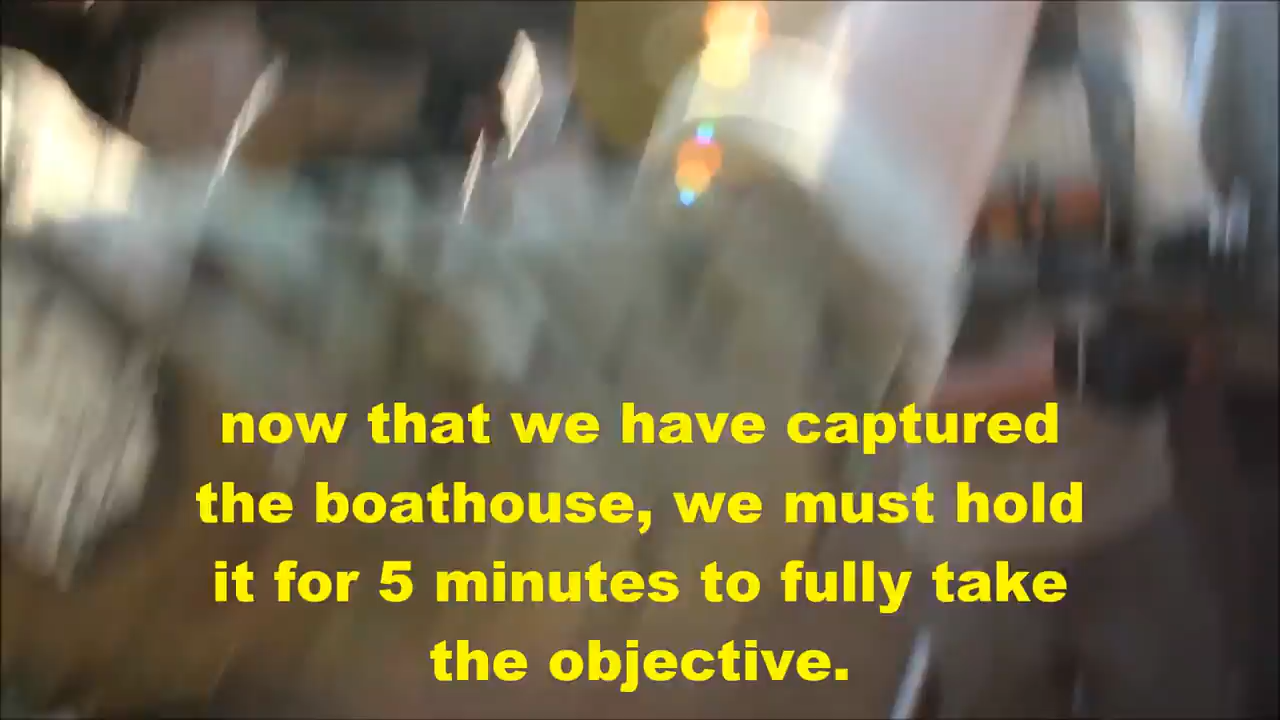 now that we have captured
the boathouse, we must hold
it for 5 minutes to fully take
the objective.